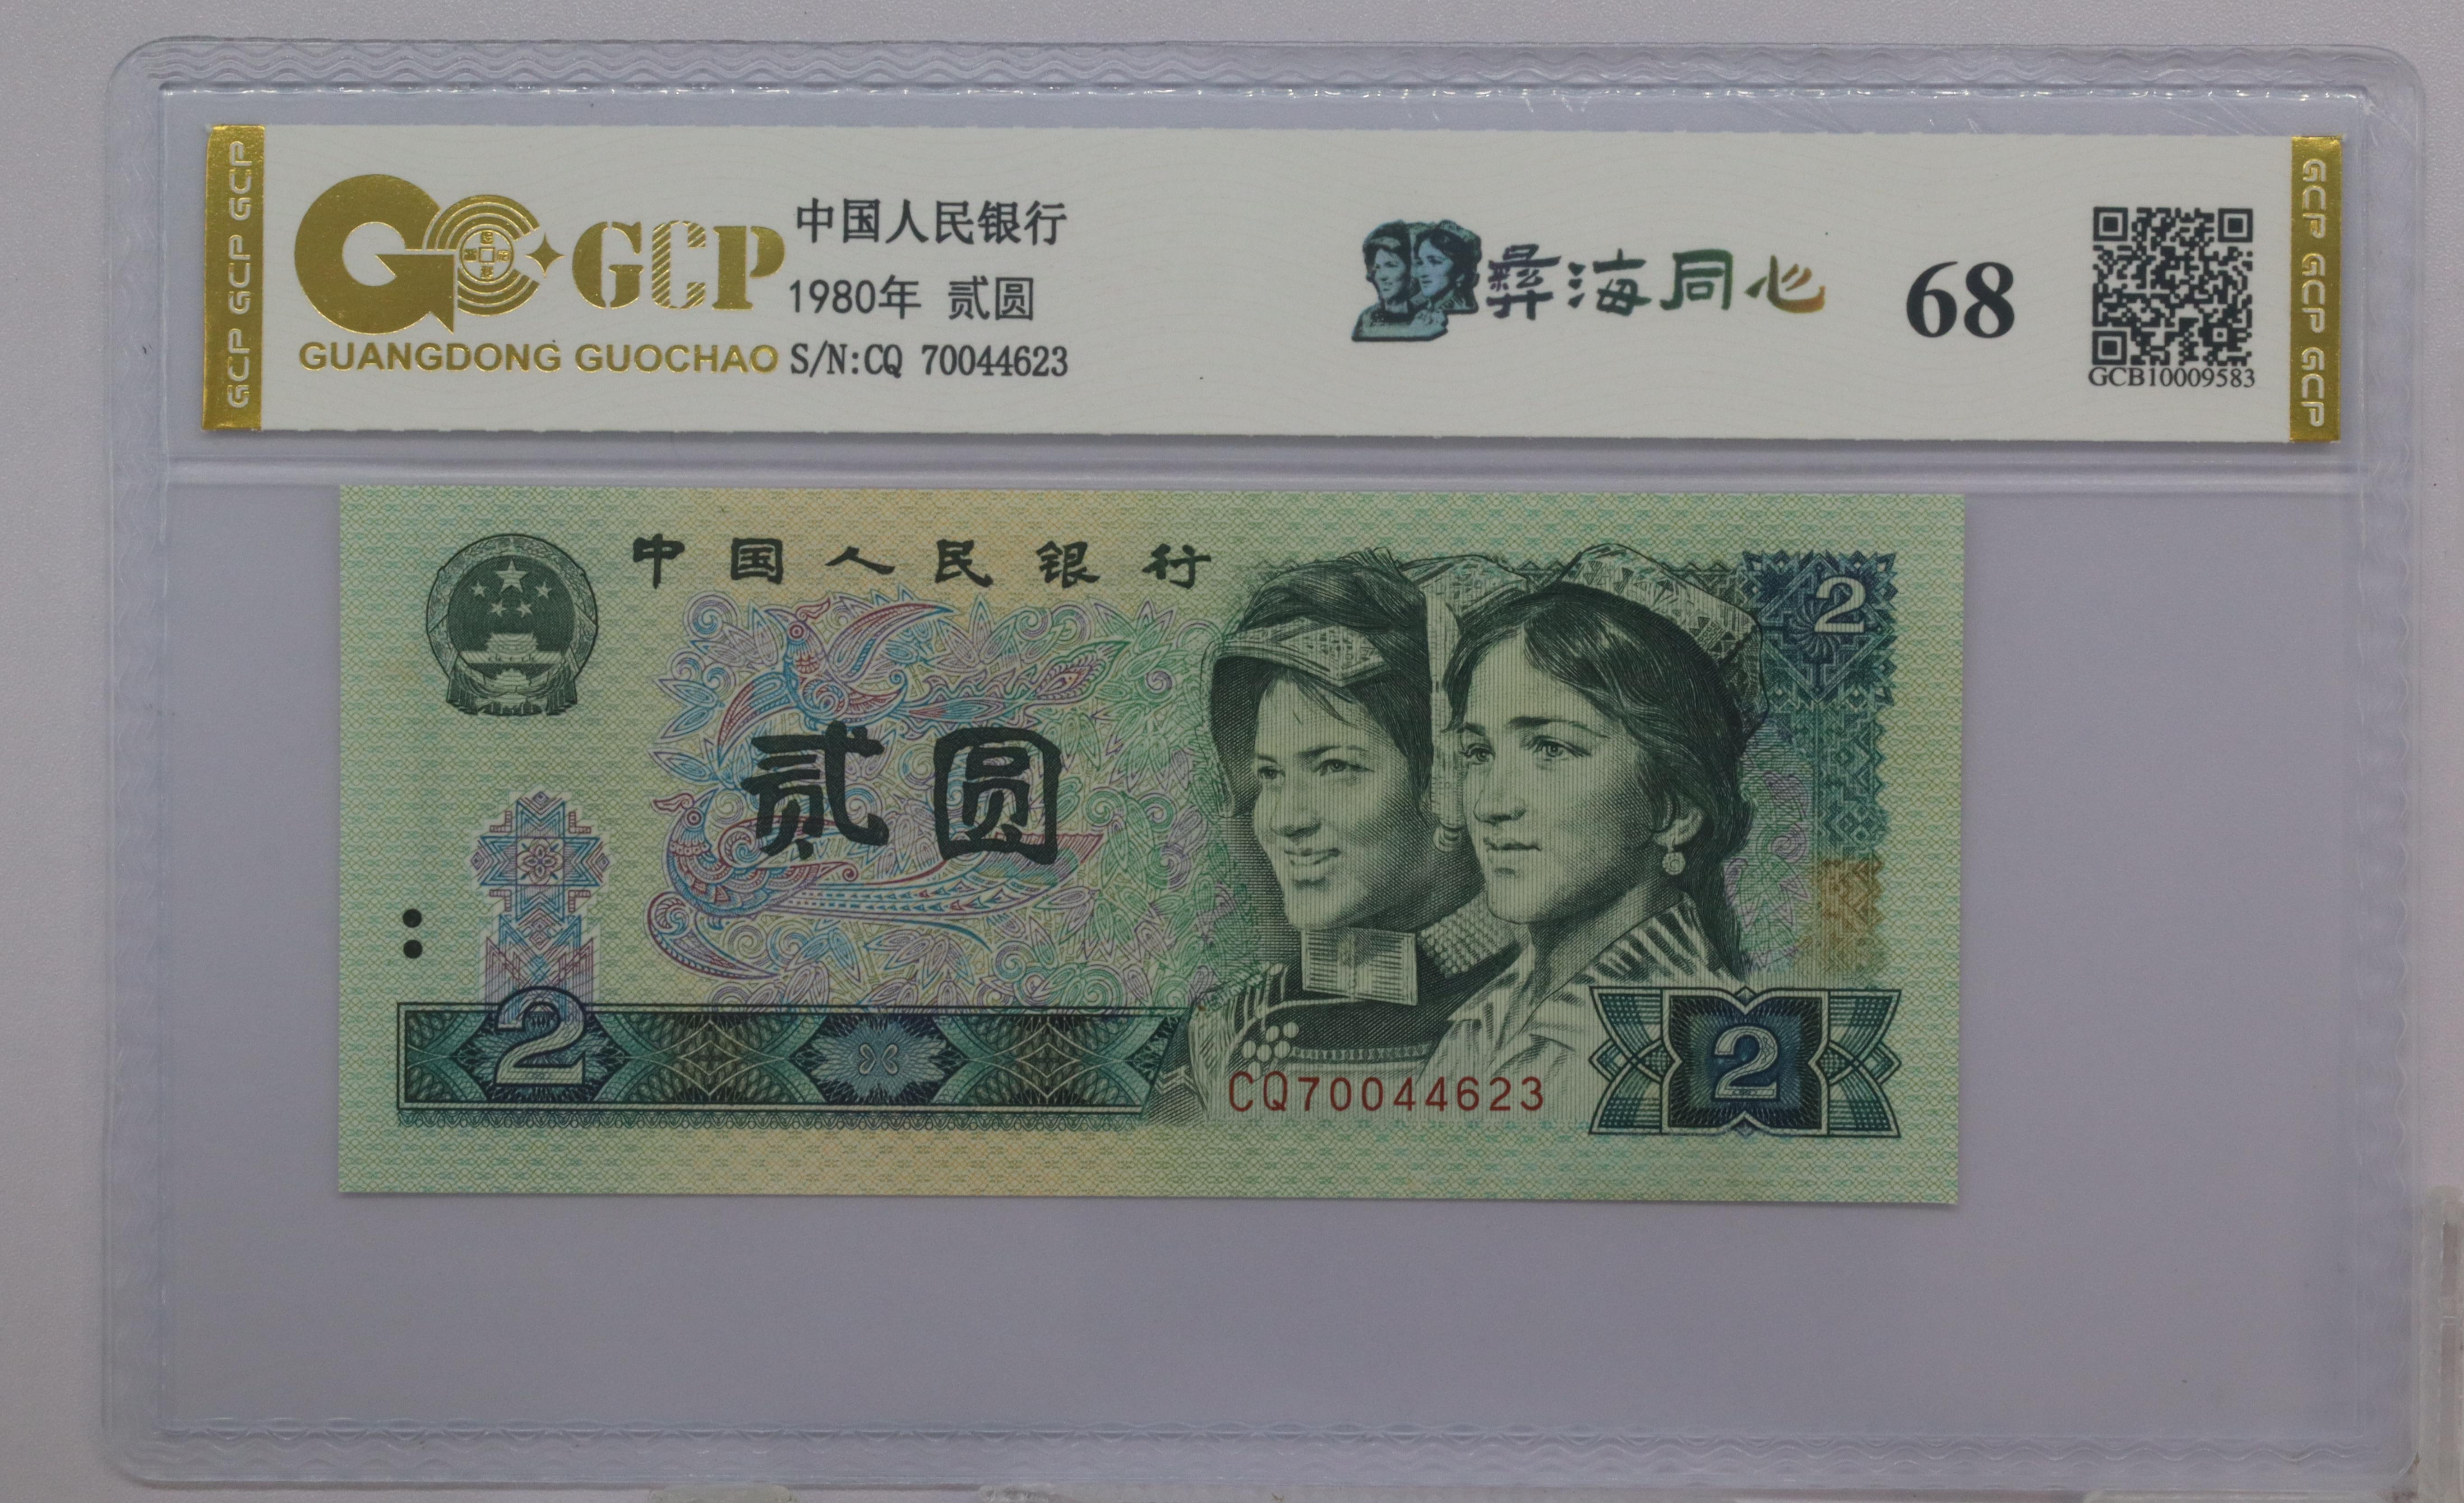 GCP GCP GCP
GCP
GUANGDONG GUOCHAO
中国人民银行
1980年 贰圆
S/N:CQ 70044623
彝海同心
68
GCB10009583
GCP GCP GCP
中国人民银行
2
贰圆
2
CQ70044623
2